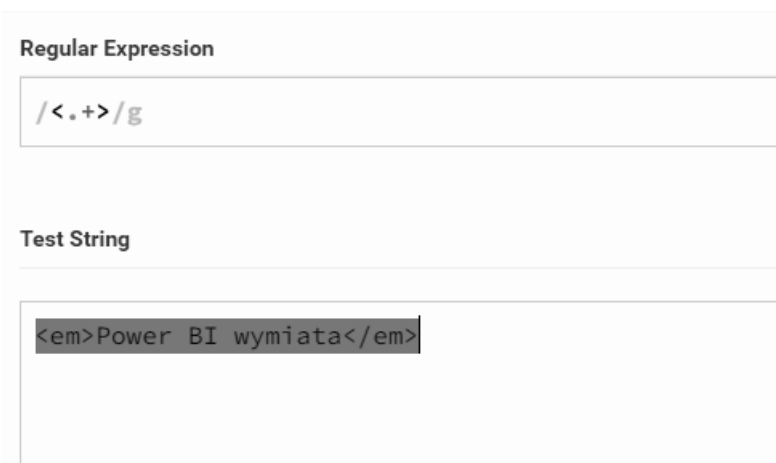 Regular Expression
/<.+>/g
Test String
<em>Power BI wymiata</em>